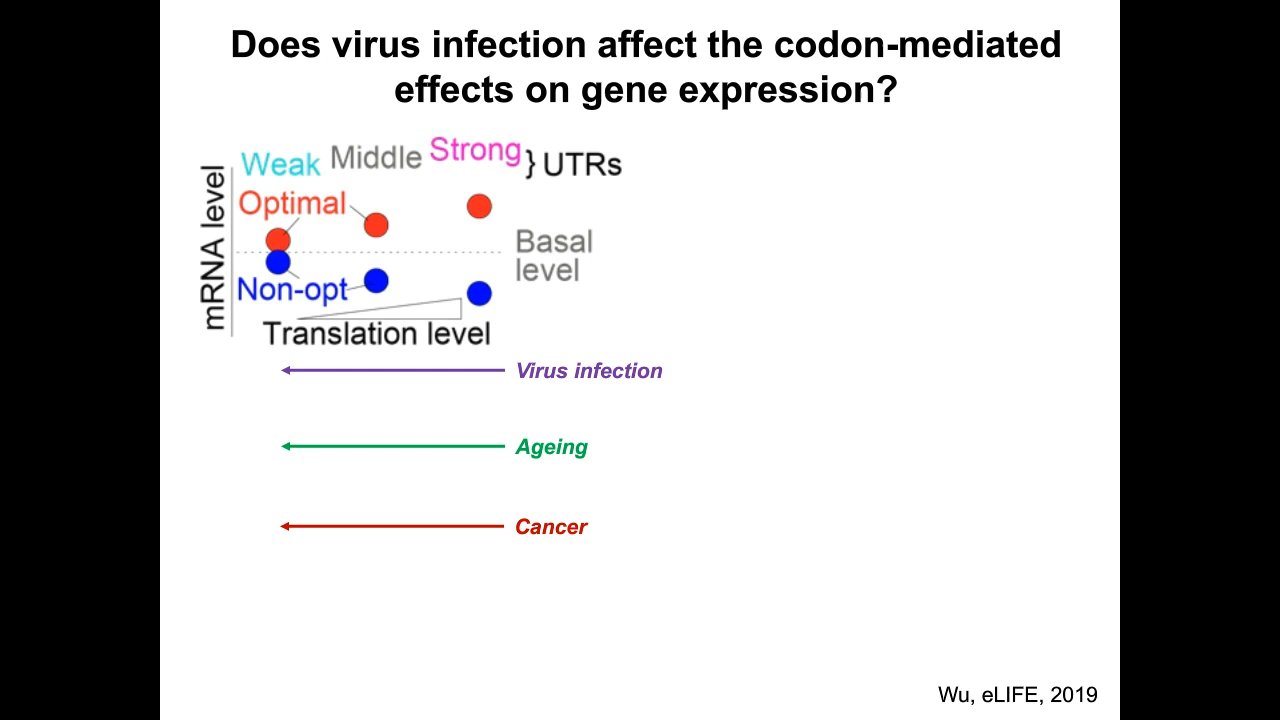 Does virus infection affect the codon-mediated
effects on gene expression?
Weak Middle Strong } UTRs
mRNA level
Optimal
Basal
level
Non-opt
Translation level
Virus infection
Ageing
Cancer
Wu, eLIFE, 2019